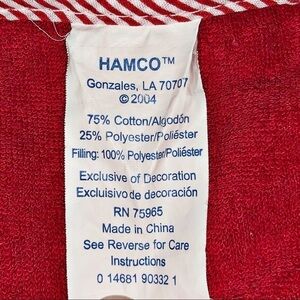 HAMCO™
Gonzales, LA 70707
© 2004
75% Cotton/Algodón
25% Polyester/Poliéster
Filling: 100% Polyester/Poliéster
Exclusive of Decoration
Excluisivo de decoración
RN 75965
Made in China
See Reverse for Care
Instructions
0 14681 90332 1